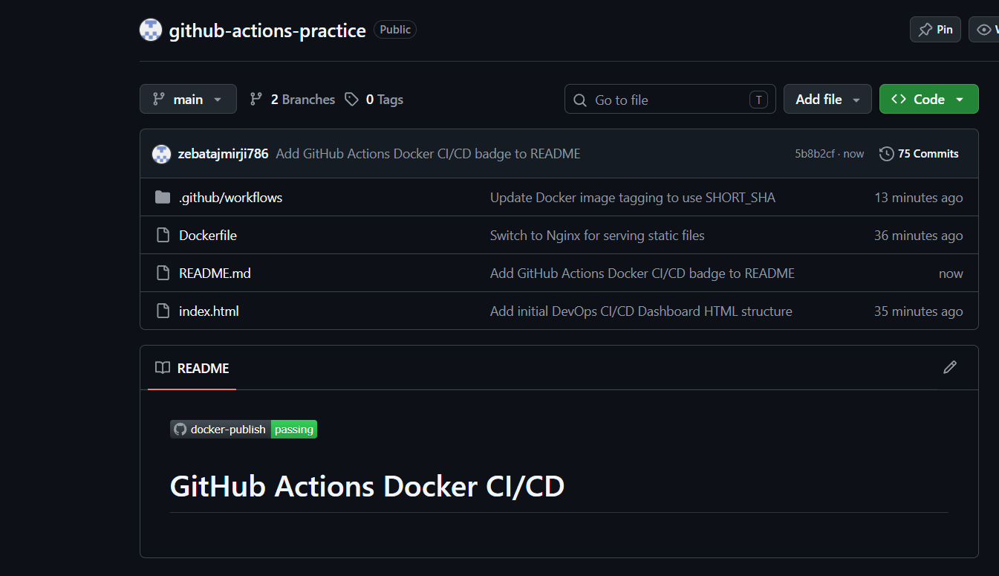 github-actions-practice Public Pin
main 2 Branches 0 Tags Go to file T Add file Code
zebatajmirji786 Add GitHub Actions Docker CI/CD badge to README 5b8b2cf · now 75 Commits
.github/workflows Update Docker image tagging to use SHORT_SHA 13 minutes ago
Dockerfile Switch to Nginx for serving static files 36 minutes ago
README.md Add GitHub Actions Docker CI/CD badge to README now
index.html Add initial DevOps CI/CD Dashboard HTML structure 35 minutes ago
README
docker-publish passing
GitHub Actions Docker CI/CD